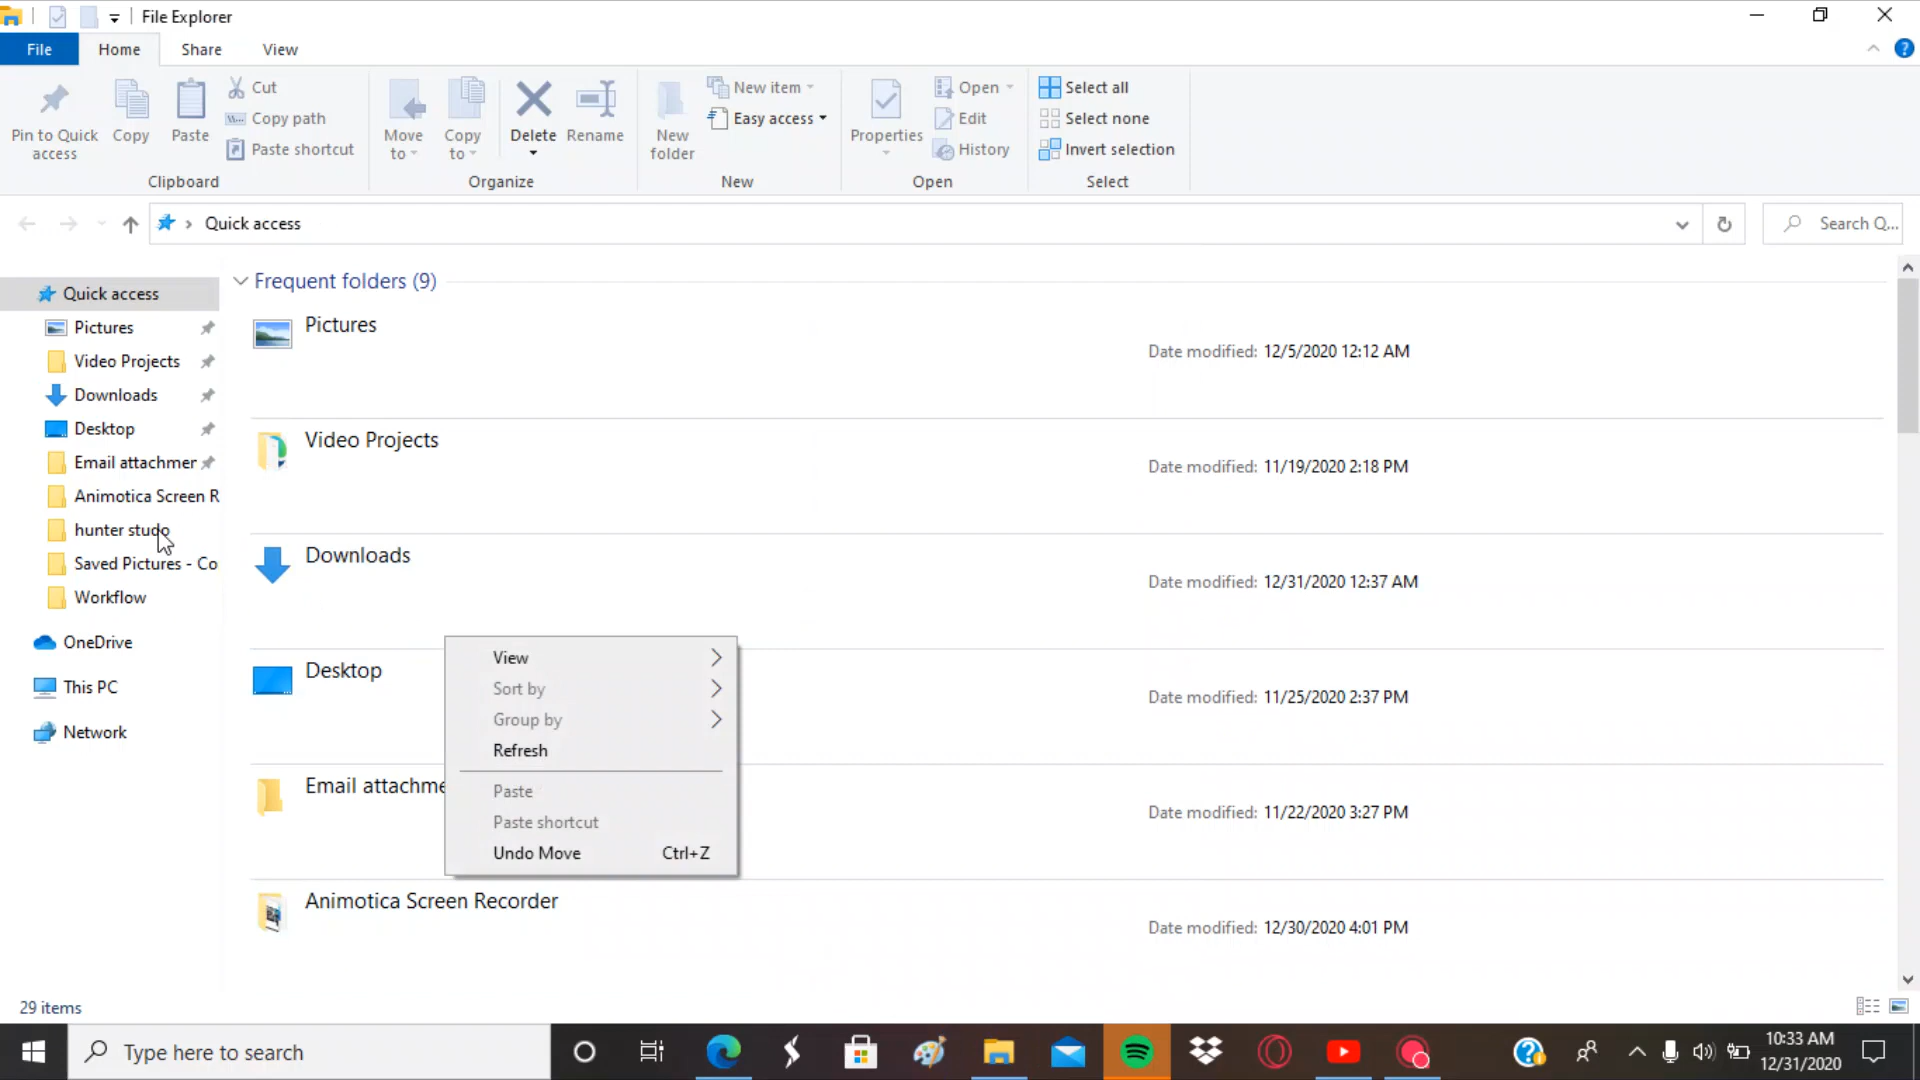 File Explorer
File Home Share View
Pin to Quick access
Copy
Paste
Cut
Copy path
Paste shortcut
Clipboard
Move to
Copy to
Delete
Rename
Organize
New folder
New item
Easy access
New
Properties
Open
Edit
History
Open
Select all
Select none
Invert selection
Select
Quick access
Search Q...
Quick access
Pictures
Video Projects
Downloads
Desktop
Email attachmer
Animotica Screen R
hunter studo
Saved Pictures - Co
Workflow
OneDrive
This PC
Network
Frequent folders (9)
Pictures
Date modified: 12/5/2020 12:12 AM
Video Projects
Date modified: 11/19/2020 2:18 PM
Downloads
Date modified: 12/31/2020 12:37 AM
Desktop
Date modified: 11/25/2020 2:37 PM
Email attachme
Date modified: 11/22/2020 3:27 PM
Animotica Screen Recorder
Date modified: 12/30/2020 4:01 PM
View
Sort by
Group by
Refresh
Paste
Paste shortcut
Undo Move Ctrl+Z
29 items
Type here to search
10:33 AM
12/31/2020